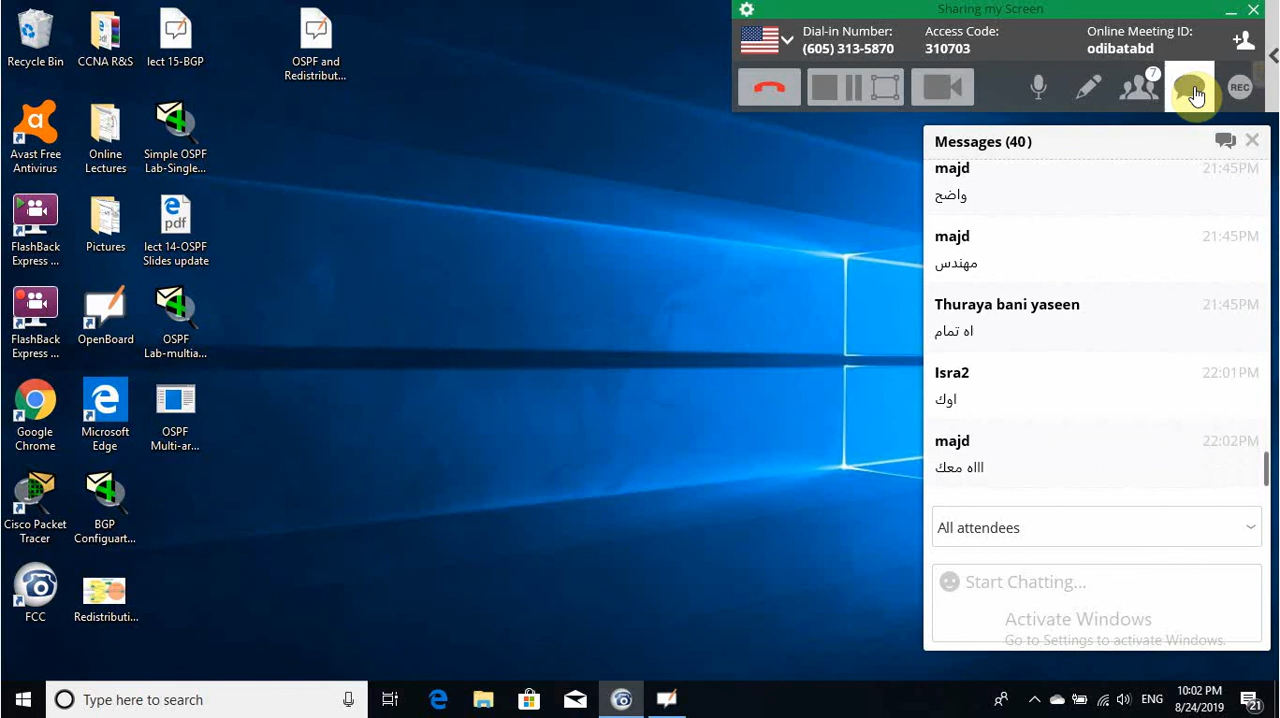 Sharing my Screen
Dial-in Number:
(605) 313-5870
Access Code:
310703
Online Meeting ID:
odibatabd
7
REC
Messages (40)
majd
21:45PM
واضح
majd
21:45PM
مهندس
Thuraya bani yaseen
21:45PM
اه تمام
Isra2
22:01PM
اوك
majd
22:02PM
اااه معك
All attendees
Start Chatting...
Activate Windows
Go to Settings to activate Windows.
Recycle Bin
CCNA R&S
lect 15-BGP
OSPF and
Redistribut...
Avast Free
Antivirus
Online
Lectures
Simple OSPF
Lab-Single...
FlashBack
Express ...
Pictures
pdf
lect 14-OSPF
Slides update
FlashBack
Express ...
OpenBoard
OSPF
Lab-multia...
Google
Chrome
Microsoft
Edge
OSPF
Multi-ar...
Cisco Packet
Tracer
BGP
Configuart...
FCC
Redistributi...
Type here to search
ENG
10:02 PM
8/24/2019
21